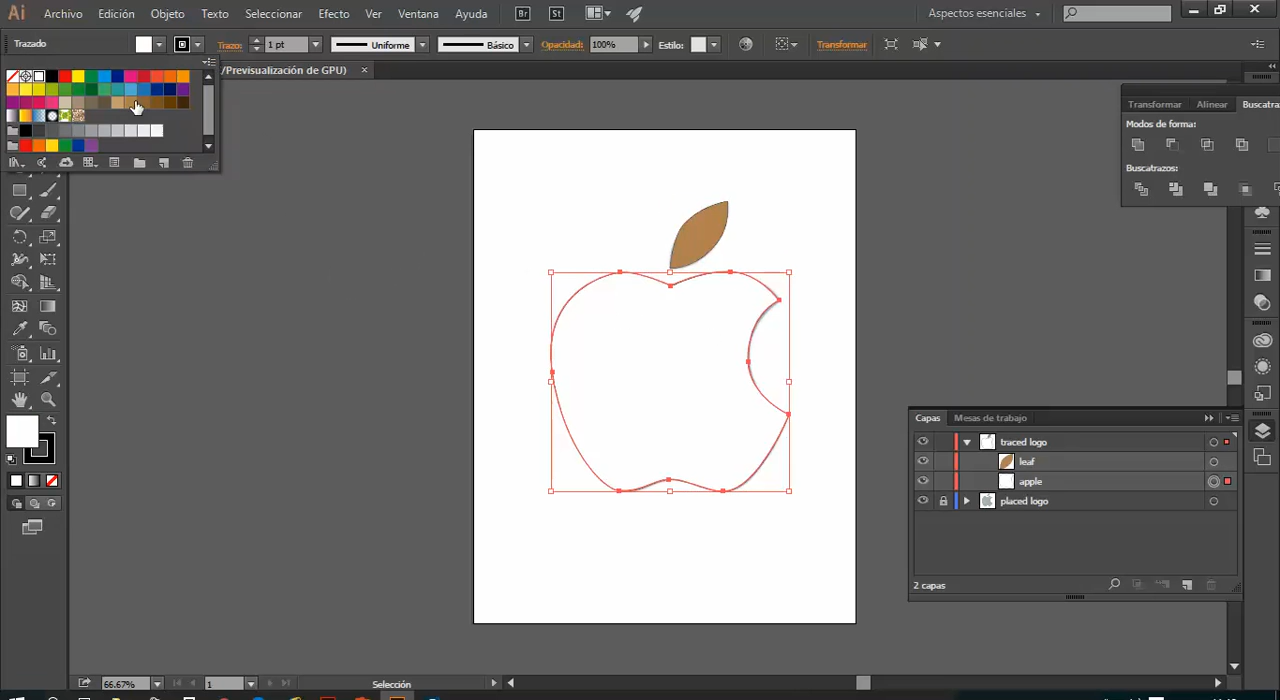 Ai Archivo Edición Objeto Texto Seleccionar Efecto Ver Ventana Ayuda Br St Aspectos esenciales
Trazado Trazo: 1 pt Uniforme Básico Opacidad: 100% Estilo: Transformar
/Previsualización de GPU) ×
Transformar Alinear Buscatra
Modos de forma:
Buscatrazos:
Capas Mesas de trabajo
traced logo
leaf
apple
placed logo
2 capas
66.67% 1 Selección